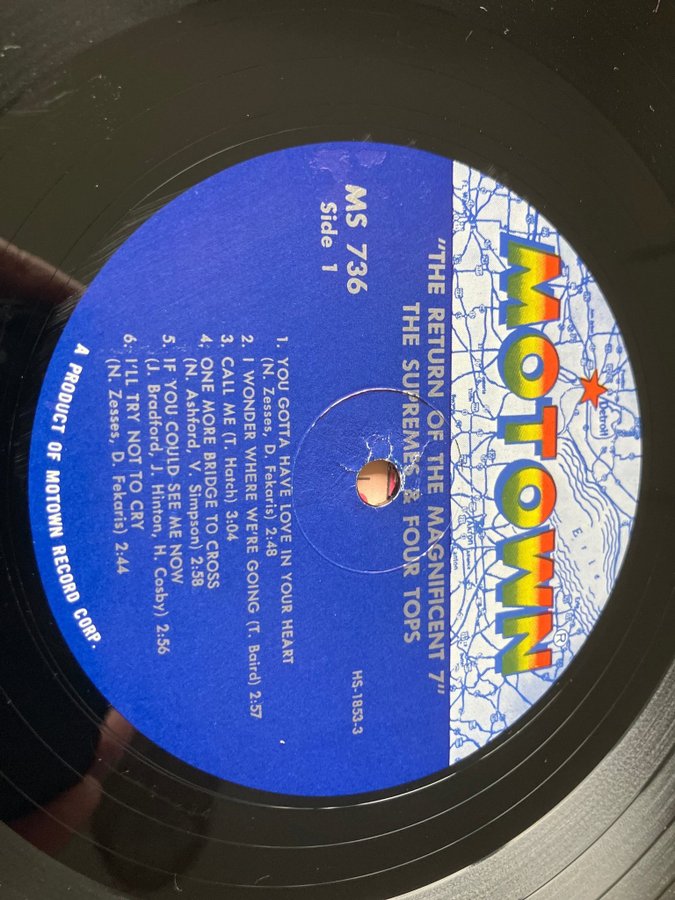 MOTOWN®
Detroit
ERIE
"THE RETURN OF THE MAGNIFICENT 7"
THE SUPREMES & FOUR TOPS
MS 736
Side 1
HS-1853-3
1. YOU GOTTA HAVE LOVE IN YOUR HEART
(N. Zesses, D. Fekaris) 2:48
2. I WONDER WHERE WE'RE GOING (T. Baird) 2:57
3. CALL ME (T. Hatch) 3:04
4. ONE MORE BRIDGE TO CROSS
(N. Ashford, V. Simpson) 2:58
5. IF YOU COULD SEE ME NOW
(J. Bradford, J. Hinton, H. Cosby) 2:56
6. I'LL TRY NOT TO CRY
(N. Zesses, D. Fekaris) 2:44
A PRODUCT OF MOTOWN RECORD CORP.